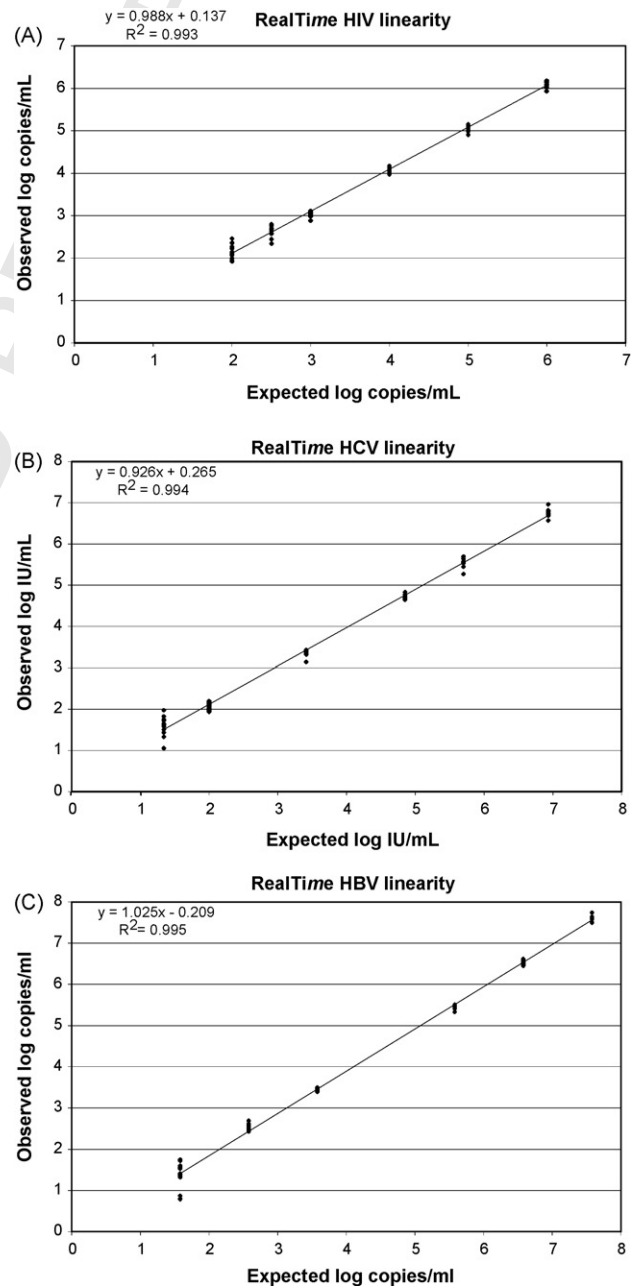 (A)
y = 0.988x + 0.137
R2 = 0.993
RealTime HIV linearity
7
6
5
4
3
2
1
0
Observed log copies/mL
0 1 2 3 4 5 6 7
Expected log copies/mL
(B)
RealTime HCV linearity
y = 0.926x + 0.265
R2 = 0.994
8
7
6
5
4
3
2
1
0
Observed log IU/mL
0 1 2 3 4 5 6 7 8
Expected log IU/mL
(C)
RealTime HBV linearity
y = 1.025x - 0.209
R2 = 0.995
8
7
6
5
4
3
2
1
0
Observed log copies/ml
0 1 2 3 4 5 6 7 8
Expected log copies/ml